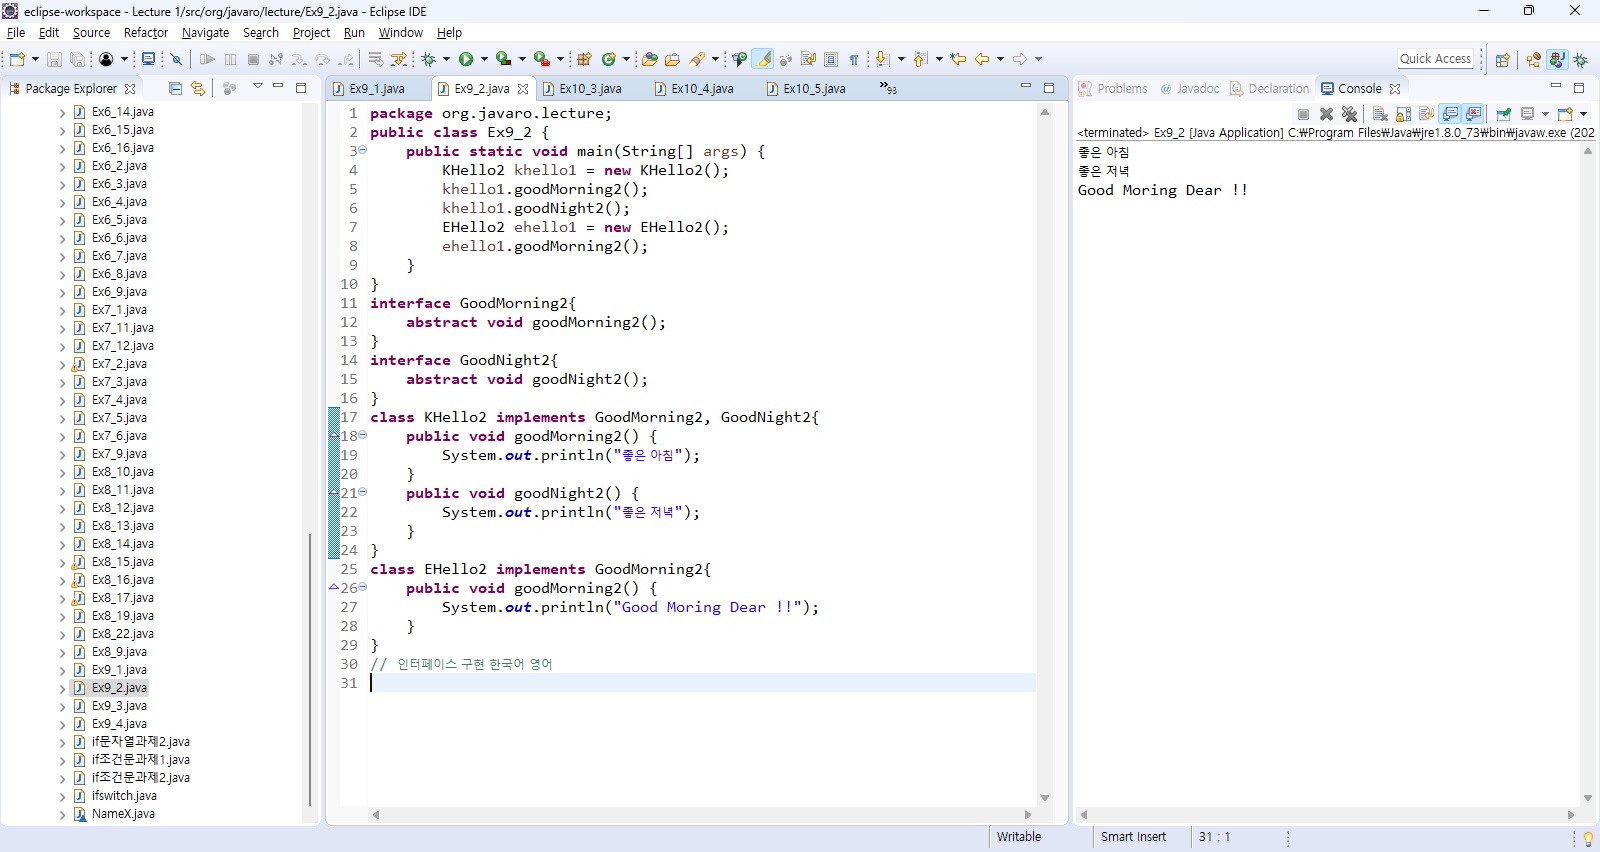 eclipse-workspace - Lecture 1/src/org/javaro/lecture/Ex9_2.java - Eclipse IDE
File Edit Source Refactor Navigate Search Project Run Window Help
Quick Access
Package Explorer
Ex6_14.java
Ex6_15.java
Ex6_16.java
Ex6_2.java
Ex6_3.java
Ex6_4.java
Ex6_5.java
Ex6_6.java
Ex6_7.java
Ex6_8.java
Ex6_9.java
Ex7_1.java
Ex7_11.java
Ex7_12.java
Ex7_2.java
Ex7_3.java
Ex7_4.java
Ex7_5.java
Ex7_6.java
Ex7_9.java
Ex8_10.java
Ex8_11.java
Ex8_12.java
Ex8_13.java
Ex8_14.java
Ex8_15.java
Ex8_16.java
Ex8_17.java
Ex8_19.java
Ex8_22.java
Ex8_9.java
Ex9_1.java
Ex9_2.java
Ex9_3.java
Ex9_4.java
if문자열과제2.java
if조건문과제1.java
if조건문과제2.java
ifswitch.java
NameX.java
Ex9_1.java Ex9_2.java Ex10_3.java Ex10_4.java Ex10_5.java »93
1 package org.javaro.lecture;
2 public class Ex9_2 {
3 public static void main(String[] args) {
4 KHello2 khello1 = new KHello2();
5 khello1.goodMorning2();
6 khello1.goodNight2();
7 EHello2 ehello1 = new EHello2();
8 ehello1.goodMorning2();
9 }
10 }
11 interface GoodMorning2{
12 abstract void goodMorning2();
13 }
14 interface GoodNight2{
15 abstract void goodNight2();
16 }
17 class KHello2 implements GoodMorning2, GoodNight2{
18 public void goodMorning2() {
19 System.out.println("좋은 아침");
20 }
21 public void goodNight2() {
22 System.out.println("좋은 저녁");
23 }
24 }
25 class EHello2 implements GoodMorning2{
26 public void goodMorning2() {
27 System.out.println("Good Moring Dear !!");
28 }
29 }
30 // 인터페이스 구현 한국어 영어
31
Problems Javadoc Declaration Console
<terminated> Ex9_2 [Java Application] C:₩Program Files₩Java₩jre1.8.0_73₩bin₩javaw.exe (202
좋은 아침
좋은 저녁
Good Moring Dear !!
Writable Smart Insert 31 : 1